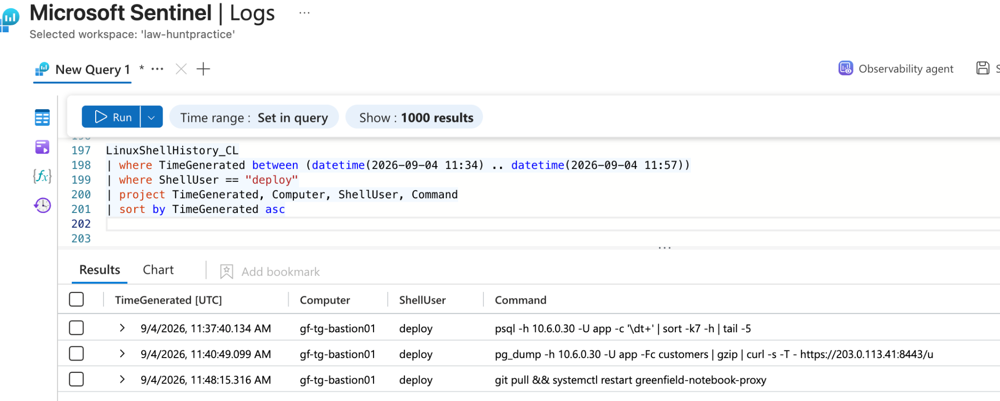 Microsoft Sentinel | Logs ...
Selected workspace: 'law-huntpractice'
New Query 1 * ...
Observability agent
Run
Time range : Set in query
Show : 1000 results
197 LinuxShellHistory_CL
198 | where TimeGenerated between (datetime(2026-09-04 11:34) .. datetime(2026-09-04 11:57))
199 | where ShellUser == "deploy"
200 | project TimeGenerated, Computer, ShellUser, Command
201 | sort by TimeGenerated asc
202
203
Results Chart Add bookmark
TimeGenerated [UTC] Computer ShellUser Command
9/4/2026, 11:37:40.134 AM gf-tg-bastion01 deploy psql -h 10.6.0.30 -U app -c '\dt+' | sort -k7 -h | tail -5
9/4/2026, 11:40:49.099 AM gf-tg-bastion01 deploy pg_dump -h 10.6.0.30 -U app -Fc customers | gzip | curl -s -T - https://203.0.113.41:8443/u
9/4/2026, 11:48:15.316 AM gf-tg-bastion01 deploy git pull && systemctl restart greenfield-notebook-proxy